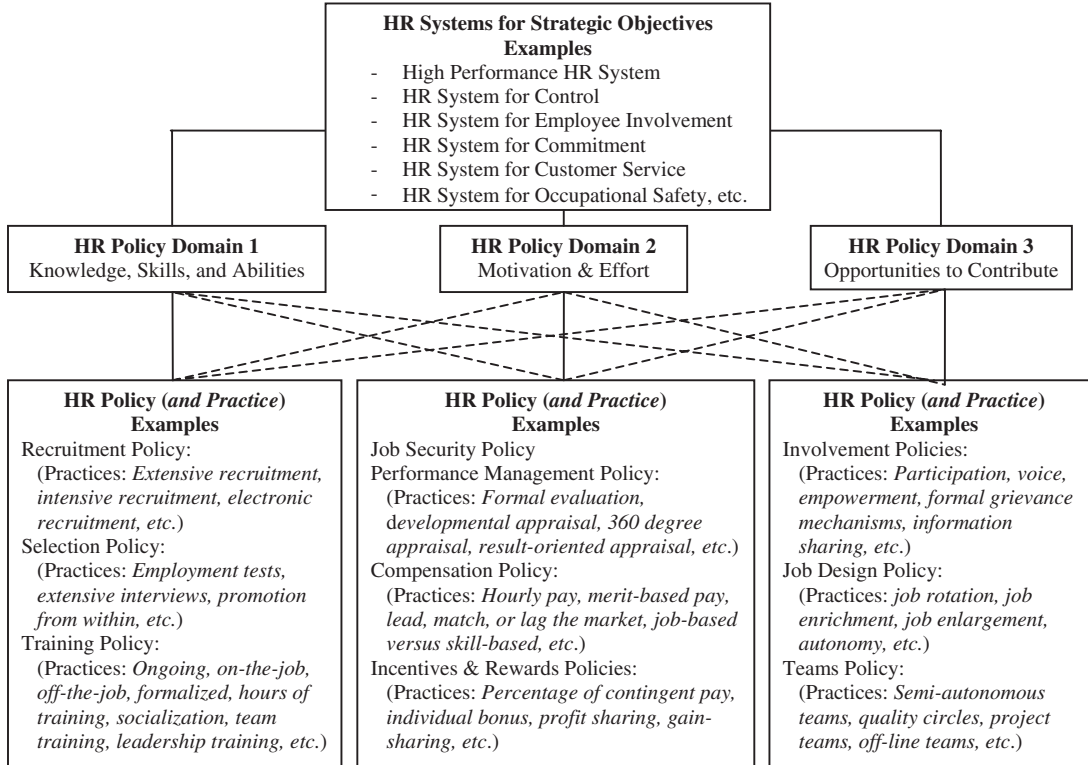 HR Systems for Strategic Objectives
Examples
- High Performance HR System
- HR System for Control
- HR System for Employee Involvement
- HR System for Commitment
- HR System for Customer Service
- HR System for Occupational Safety, etc.
HR Policy Domain 1
Knowledge, Skills, and Abilities
HR Policy Domain 2
Motivation & Effort
HR Policy Domain 3
Opportunities to Contribute
HR Policy (and Practice)
Examples
Recruitment Policy:
(Practices: Extensive recruitment,
intensive recruitment, electronic
recruitment, etc.)
Selection Policy:
(Practices: Employment tests,
extensive interviews, promotion
from within, etc.)
Training Policy:
(Practices: Ongoing, on-the-job,
off-the-job, formalized, hours of
training, socialization, team
training, leadership training, etc.)
HR Policy (and Practice)
Examples
Job Security Policy
Performance Management Policy:
(Practices: Formal evaluation,
developmental appraisal, 360 degree
appraisal, result-oriented appraisal, etc.)
Compensation Policy:
(Practices: Hourly pay, merit-based pay,
lead, match, or lag the market, job-based
versus skill-based, etc.)
Incentives & Rewards Policies:
(Practices: Percentage of contingent pay,
individual bonus, profit sharing, gain-
sharing, etc.)
HR Policy (and Practice)
Examples
Involvement Policies:
(Practices: Participation, voice,
empowerment, formal grievance
mechanisms, information
sharing, etc.)
Job Design Policy:
(Practices: job rotation, job
enrichment, job enlargement,
autonomy, etc.)
Teams Policy:
(Practices: Semi-autonomous
teams, quality circles, project
teams, off-line teams, etc.)